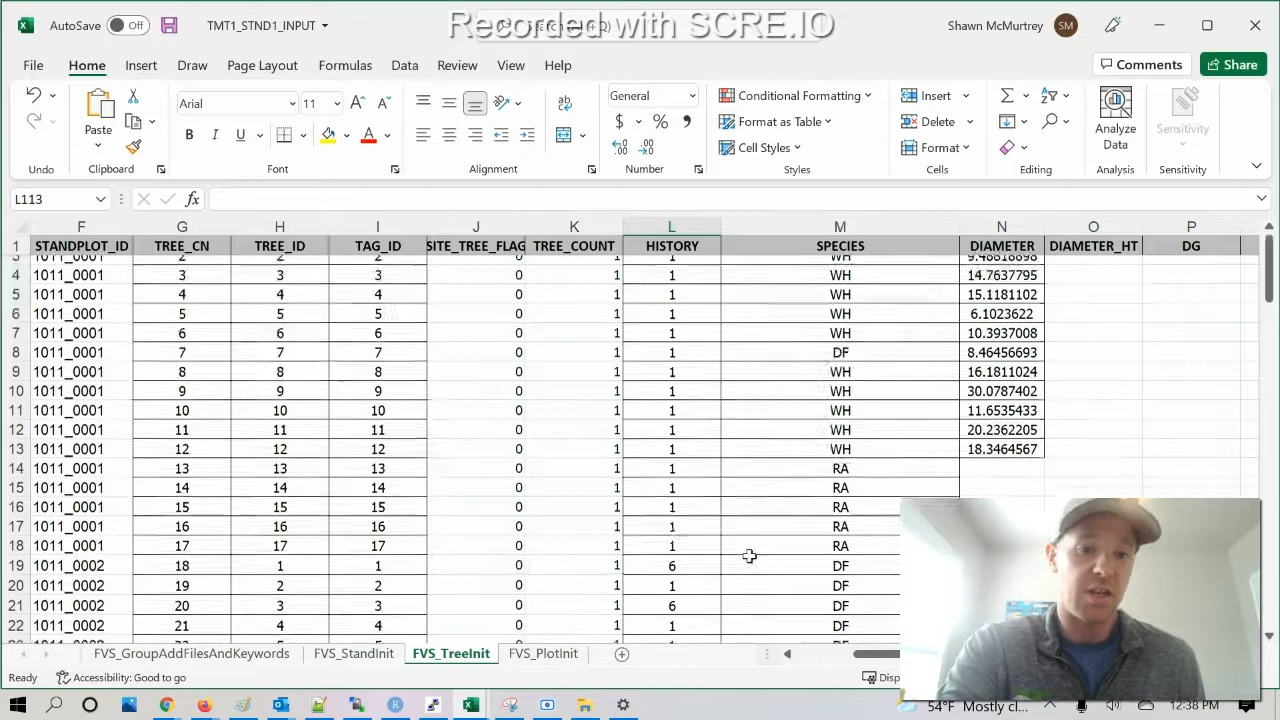 AutoSave Off TMT1_STND1_INPUT Recorded with SCRE.IO Shawn McMurtrey SM
File Home Insert Draw Page Layout Formulas Data Review View Help Comments Share
Arial 11 General Conditional Formatting Insert
Paste Format as Table Delete Analyze Data Sensitivity
Cell Styles Format
Undo Clipboard Font Alignment Number Styles Cells Editing Analysis Sensitivity
L113 fx
F G H I J K L M N O P
1 STANDPLOT_ID TREE_CN TREE_ID TAG_ID SITE_TREE_FLAG TREE_COUNT HISTORY SPECIES DIAMETER DIAMETER_HT DG
3 1011_0001 2 2 2 0 1 1 WH 9.48818898
4 1011_0001 3 3 3 0 1 1 WH 14.7637795
5 1011_0001 4 4 4 0 1 1 WH 15.1181102
6 1011_0001 5 5 5 0 1 1 WH 6.1023622
7 1011_0001 6 6 6 0 1 1 WH 10.3937008
8 1011_0001 7 7 7 0 1 1 DF 8.46456693
9 1011_0001 8 8 8 0 1 1 WH 16.1811024
10 1011_0001 9 9 9 0 1 1 WH 30.0787402
11 1011_0001 10 10 10 0 1 1 WH 11.6535433
12 1011_0001 11 11 11 0 1 1 WH 20.2362205
13 1011_0001 12 12 12 0 1 1 WH 18.3464567
14 1011_0001 13 13 13 0 1 1 RA
15 1011_0001 14 14 14 0 1 1 RA
16 1011_0001 15 15 15 0 1 1 RA
17 1011_0001 16 16 16 0 1 1 RA
18 1011_0001 17 17 17 0 1 1 RA
19 1011_0002 18 1 1 0 1 6 DF
20 1011_0002 19 2 2 0 1 1 DF
21 1011_0002 20 3 3 0 1 6 DF
22 1011_0002 21 4 4 0 1 1 DF
FVS_GroupAddFilesAndKeywords FVS_StandInit FVS_TreeInit FVS_PlotInit
Ready Accessibility: Good to go
54°F Mostly cl... 12:38 PM